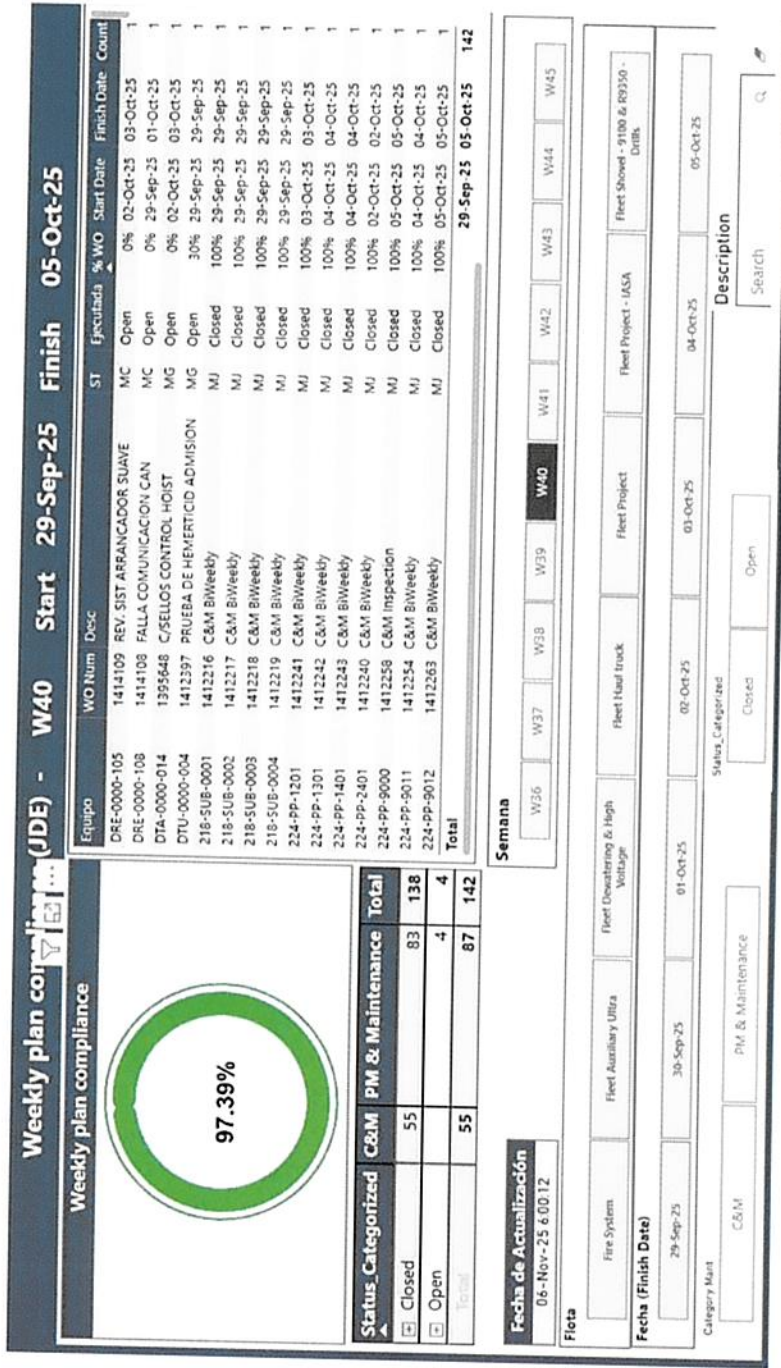 Weekly plan compliance (JDE) - W40 Start 29-Sep-25 Finish 05-Oct-25
Weekly plan compliance
97.39%
Status_Categorized C&M PM & Maintenance Total
Closed 55 83 138
Open 4 4
Total 55 87 142
Equipo WO Num Desc ST Ejecutada % WO Start Date Finish Date Count
DRE-0000-105 1414109 REV. SIST ARRANCADOR SUAVE MC Open 0% 02-Oct-25 03-Oct-25 1
DRE-0000-108 1414108 FALLA COMUNICACION CAN MC Open 0% 29-Sep-25 01-Oct-25 1
DTA-0000-014 1395648 C/SELLOS CONTROL HOIST MG Open 0% 02-Oct-25 03-Oct-25 1
DTU-0000-004 1412397 PRUEBA DE HEMERTICID ADMISION MG Open 30% 29-Sep-25 29-Sep-25 1
218-SUB-0001 1412216 C&M BiWeekly MJ Closed 100% 29-Sep-25 29-Sep-25 1
218-SUB-0002 1412217 C&M BiWeekly MJ Closed 100% 29-Sep-25 29-Sep-25 1
218-SUB-0003 1412218 C&M BiWeekly MJ Closed 100% 29-Sep-25 29-Sep-25 1
218-SUB-0004 1412219 C&M BiWeekly MJ Closed 100% 29-Sep-25 29-Sep-25 1
224-PP-1201 1412241 C&M BiWeekly MJ Closed 100% 03-Oct-25 03-Oct-25 1
224-PP-1301 1412242 C&M BiWeekly MJ Closed 100% 04-Oct-25 04-Oct-25 1
224-PP-1401 1412243 C&M BiWeekly MJ Closed 100% 04-Oct-25 04-Oct-25 1
224-PP-2401 1412240 C&M BiWeekly MJ Closed 100% 02-Oct-25 02-Oct-25 1
224-PP-9000 1412258 C&M Inspection MJ Closed 100% 05-Oct-25 05-Oct-25 1
224-PP-9011 1412254 C&M BiWeekly MJ Closed 100% 04-Oct-25 04-Oct-25 1
224-PP-9012 1412263 C&M BiWeekly MJ Closed 100% 05-Oct-25 05-Oct-25 1
Total 29-Sep-25 05-Oct-25 142
Fecha de Actualización
06-Nov-25 6:00:12
Semana
W36 W37 W38 W39 W40 W41 W42 W43 W44 W45
Flota
Fire System
Fleet Auxiliary Ultra
Fleet Dewatering & High
Voltage
Fleet Haul truck
Fleet Project
Fleet Project - IASA
Fleet Shovel - 9100 & R9350 -
Drills
Fecha (Finish Date)
29-Sep-25 30-Sep-25 01-Oct-25 02-Oct-25 03-Oct-25 04-Oct-25 05-Oct-25
Category Mant
C&M PM & Maintenance
Status_Categorized
Closed Open
Description
Search